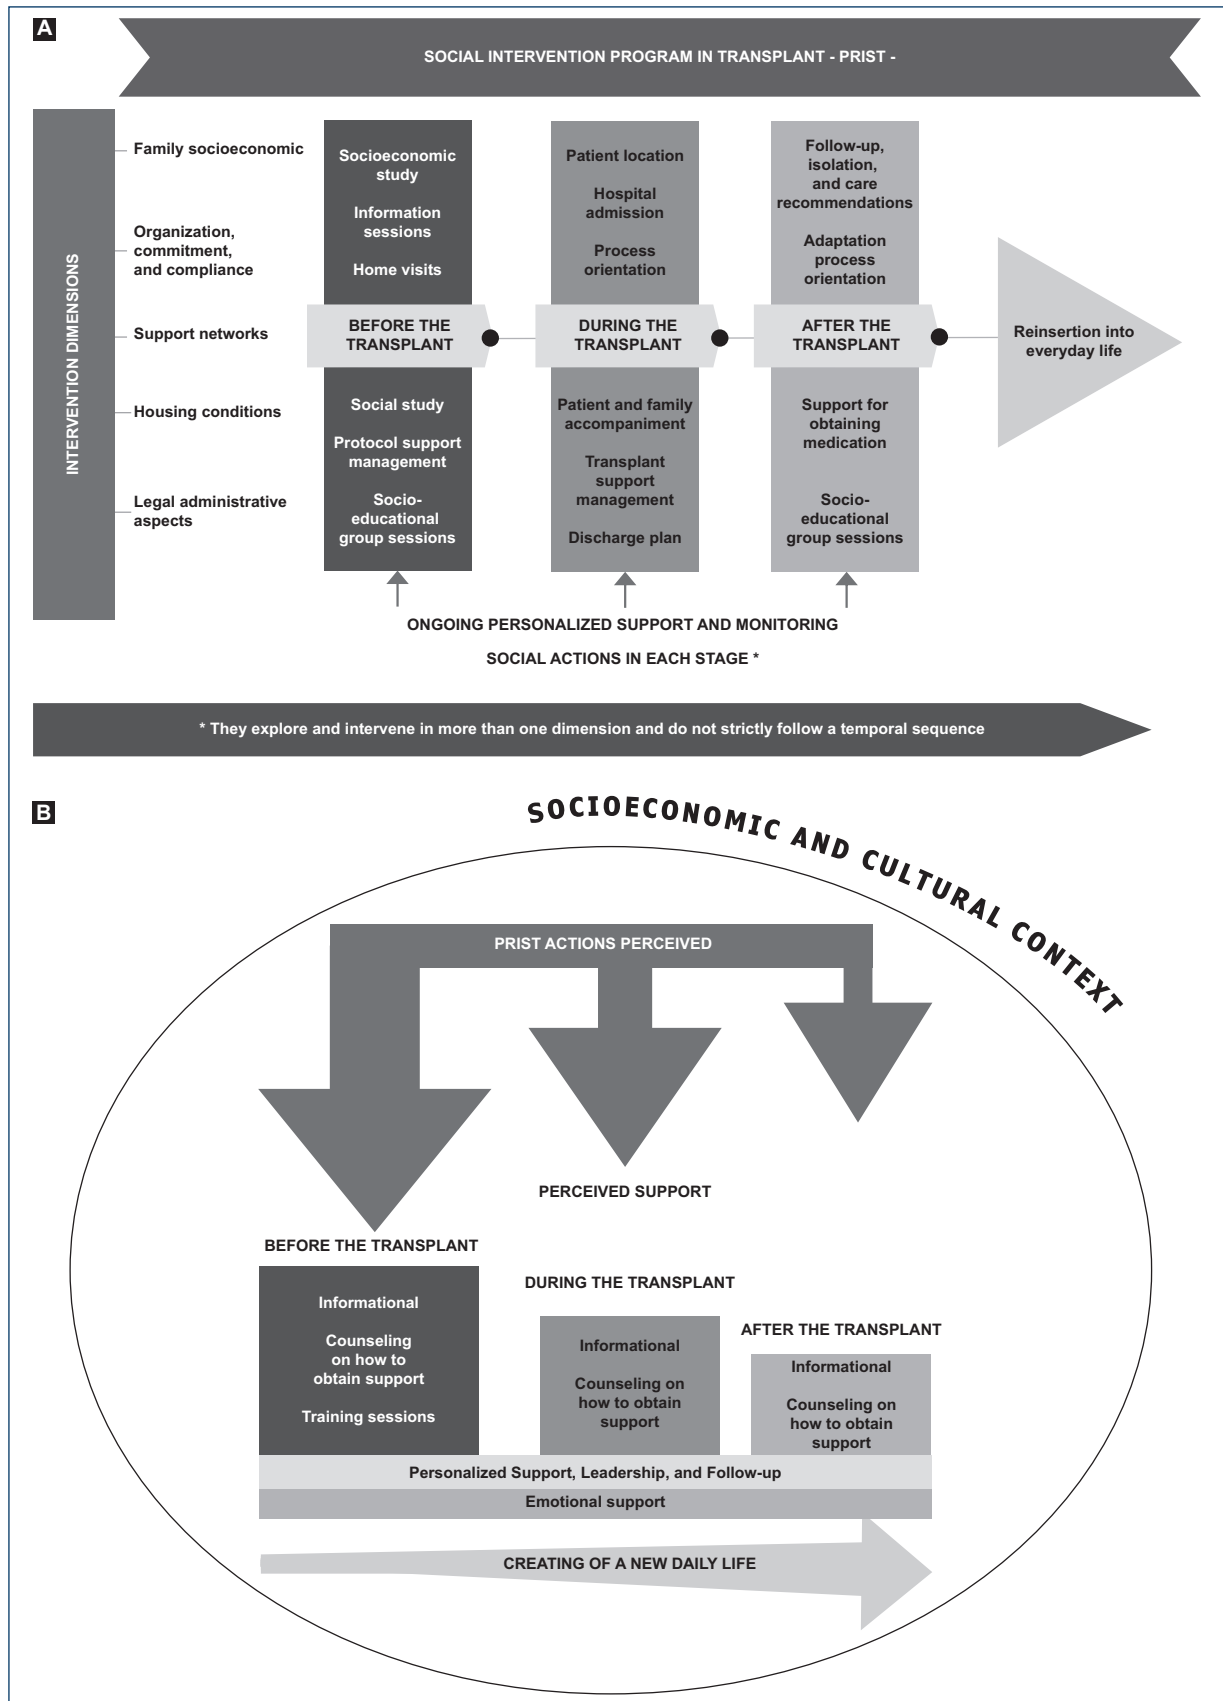 A
SOCIAL INTERVENTION PROGRAM IN TRANSPLANT - PRIST -
INTERVENTION DIMENSIONS
Family socioeconomic
Organization,
commitment,
and compliance
Support networks
Housing conditions
Legal administrative
aspects
Socioeconomic
study
Information
sessions
Home visits
BEFORE THE
TRANSPLANT
Social study
Protocol support
management
Socio-
educational
group sessions
Patient location
Hospital
admission
Process
orientation
DURING THE
TRANSPLANT
Patient and family
accompaniment
Transplant
support
management
Discharge plan
Follow-up,
isolation,
and care
recommendations
Adaptation
process
orientation
AFTER THE
TRANSPLANT
Support for
obtaining
medication
Socio-
educational
group sessions
Reinsertion into
everyday life
ONGOING PERSONALIZED SUPPORT AND MONITORING
SOCIAL ACTIONS IN EACH STAGE *
* They explore and intervene in more than one dimension and do not strictly follow a temporal sequence
B
SOCIOECONOMIC AND CULTURAL CONTEXT
PRIST ACTIONS PERCEIVED
PERCEIVED SUPPORT
BEFORE THE TRANSPLANT
Informational
Counseling
on how to
obtain support
Training sessions
DURING THE TRANSPLANT
Informational
Counseling on
how to obtain
support
AFTER THE TRANSPLANT
Informational
Counseling on
how to obtain
support
Personalized Support, Leadership, and Follow-up
Emotional support
CREATING OF A NEW DAILY LIFE